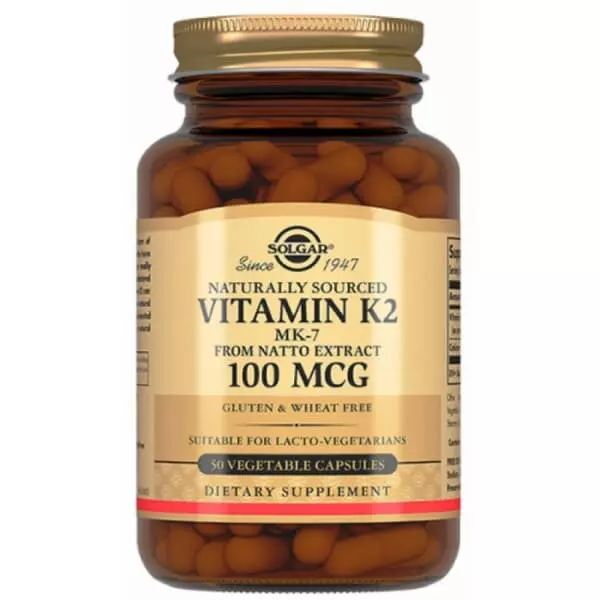 SOLGAR®
Since 1947
NATURALLY SOURCED
VITAMIN K2
MK-7
FROM NATTO EXTRACT
100 MCG
GLUTEN & WHEAT FREE
SUITABLE FOR LACTO-VEGETARIANS
50 VEGETABLE CAPSULES
DIETARY SUPPLEMENT